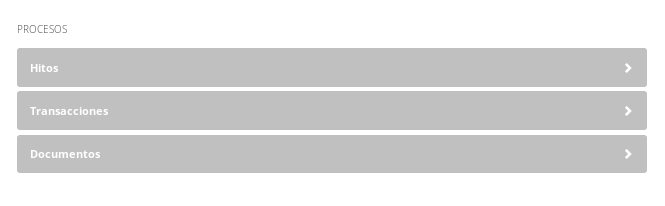 PROCESOS
Hitos
Transacciones
Documentos